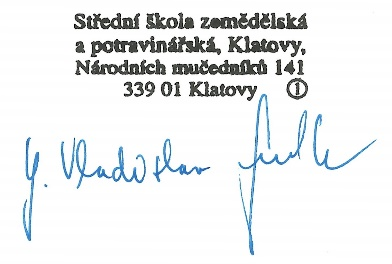 Střední škola zemědělská
a potravinářská, Klatovy,
Národních mučedníků 141
339 01 Klatovy ①
Vladislav